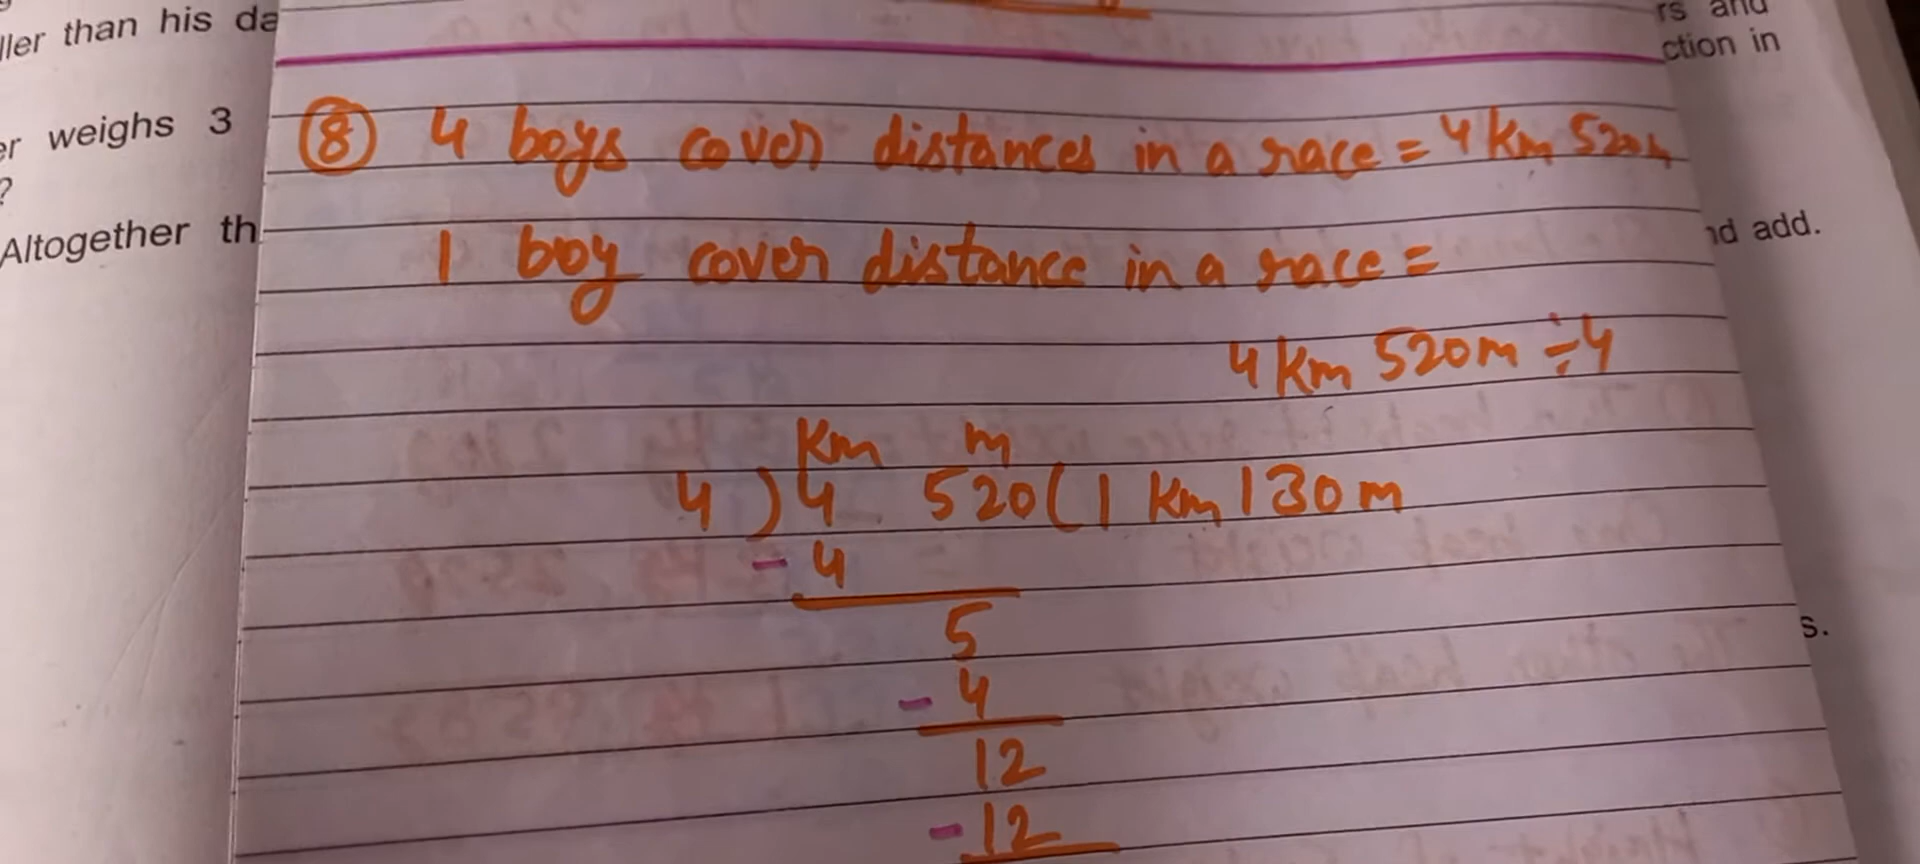 ller than his da
rs and
ction in
er weighs 3
?
Altogether th
nd add.
s.
8 4 boys cover distances in a race = 4 Km 520m
1 boy cover distance in a race =
4 Km 520m ÷ 4
Km m
4 ) 4 520 ( 1 Km 130 m
- 4
5
- 4
12
- 12